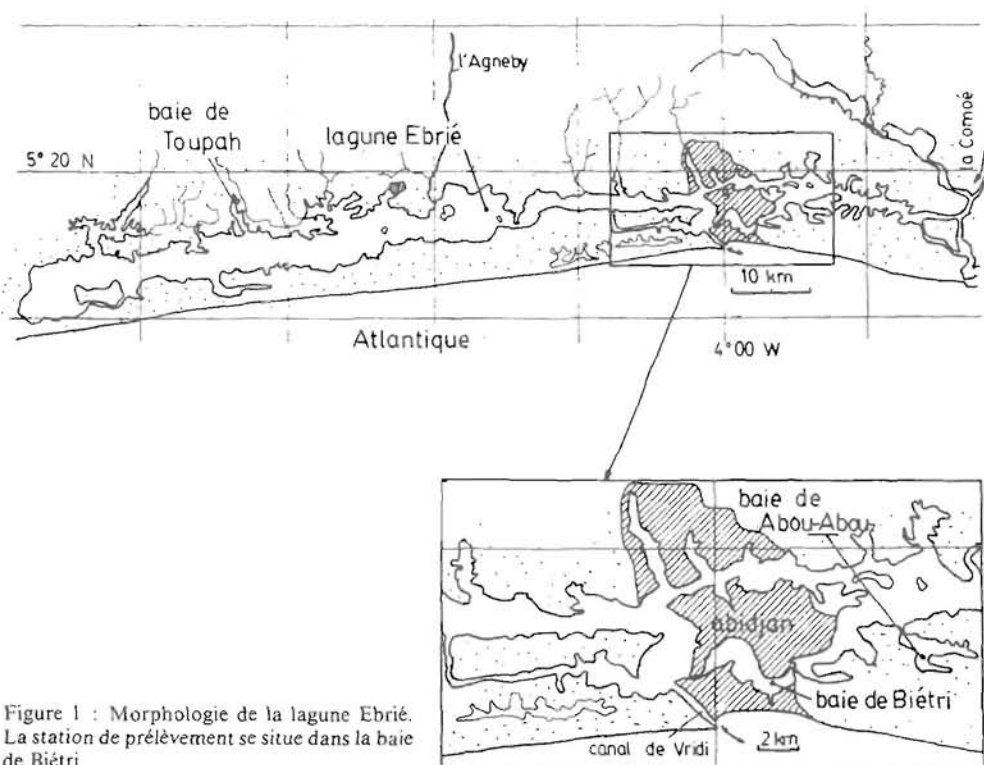 l'Agneby
baie de
Toupah
lagune Ebrié
la Comoé
5° 20 N
10 km
Atlantique
4°00 W
baie de
Abou-Abou
abidjan
baie de Biétri
canal de Vridi
2 km
Figure 1 : Morphologie de la lagune Ebrié.
La station de prélèvement se situe dans la baie
de Biétri